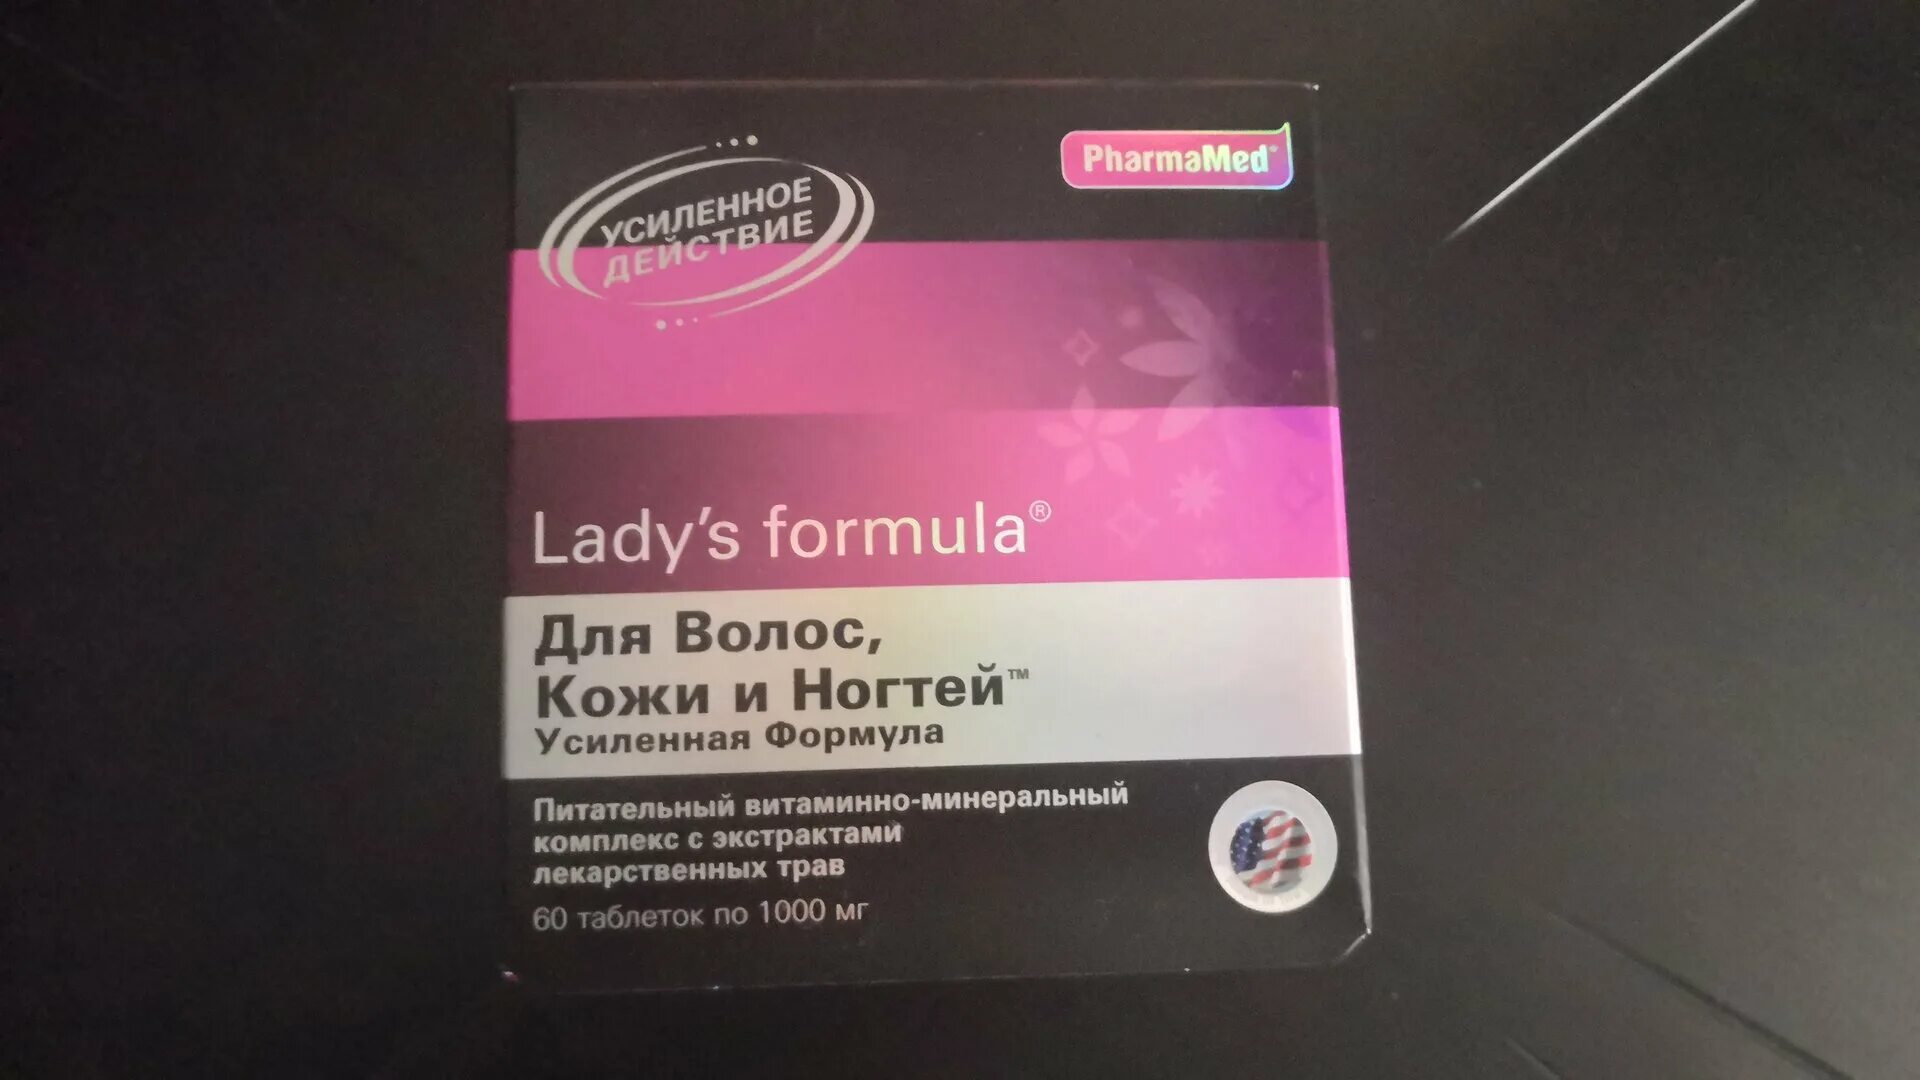 УСИЛЕННОЕ
ДЕЙСТВИЕ
PharmaMed®
Lady's formula®
Для Волос,
Кожи и Ногтей™
Усиленная Формула
Питательный витаминно-минеральный
комплекс с экстрактами
лекарственных трав
60 таблеток по 1000 мг